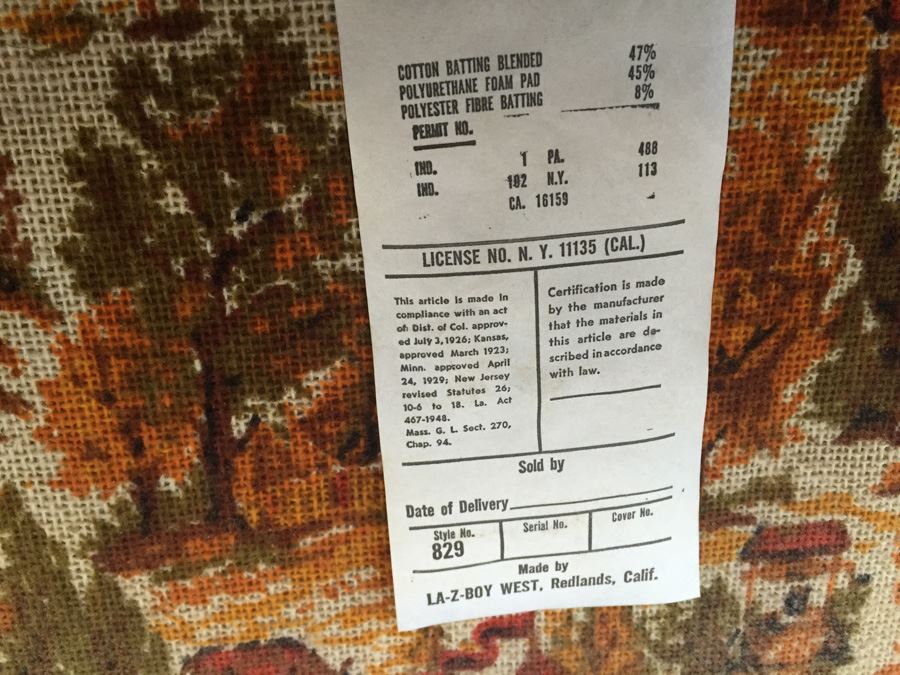 COTTON BATTING BLENDED 47%
POLYURETHANE FOAM PAD 45%
POLYESTER FIBRE BATTING 8%
PERMIT NO.
IND. 1 PA. 488
IND. 192 N.Y. 113
CA. 16159
LICENSE NO. N. Y. 11135 (CAL.)
This article is made in
compliance with an act
of Dist. of Col. approv-
ed July 3, 1926; Kansas,
approved March 1923;
Minn. approved April
24, 1929; New Jersey
revised Statutes 26;
10-6 to 18. La. Act
467-1948.
Mass. G. L. Sect. 270,
Chap. 94.
Certification is made
by the manufacturer
that the materials in
this article are de-
scribed in accordance
with law.
Sold by
Date of Delivery
Style No. Serial No. Cover No.
829
Made by
LA-Z-BOY WEST, Redlands, Calif.